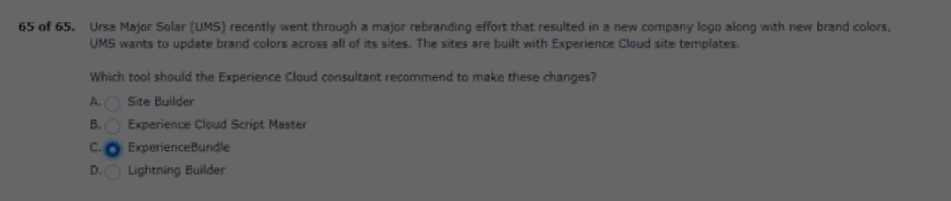 65 of 65. Ursa Major Solar (UMS) recently went through a major rebranding effort that resulted in a new company logo along with new brand colors.
UMS wants to update brand colors across all of its sites. The sites are built with Experience Cloud site templates.
Which tool should the Experience Cloud consultant recommend to make these changes?
A. Site Builder
B. Experience Cloud Script Master
C. ExperienceBundle
D. Lightning Builder